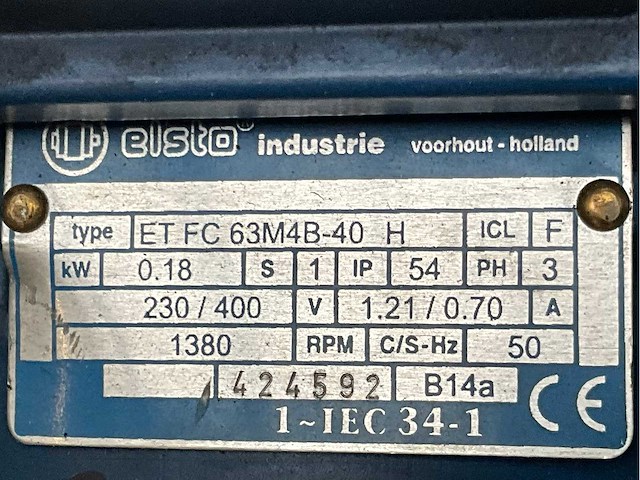 elsto® industrie voorhout - holland
type ET FC 63M4B-40 H ICL F
kW 0.18 S 1 IP 54 PH 3
230 / 400 V 1.21 / 0.70 A
1380 RPM C/S-Hz 50
424592 B14a
1~IEC 34-1 CE